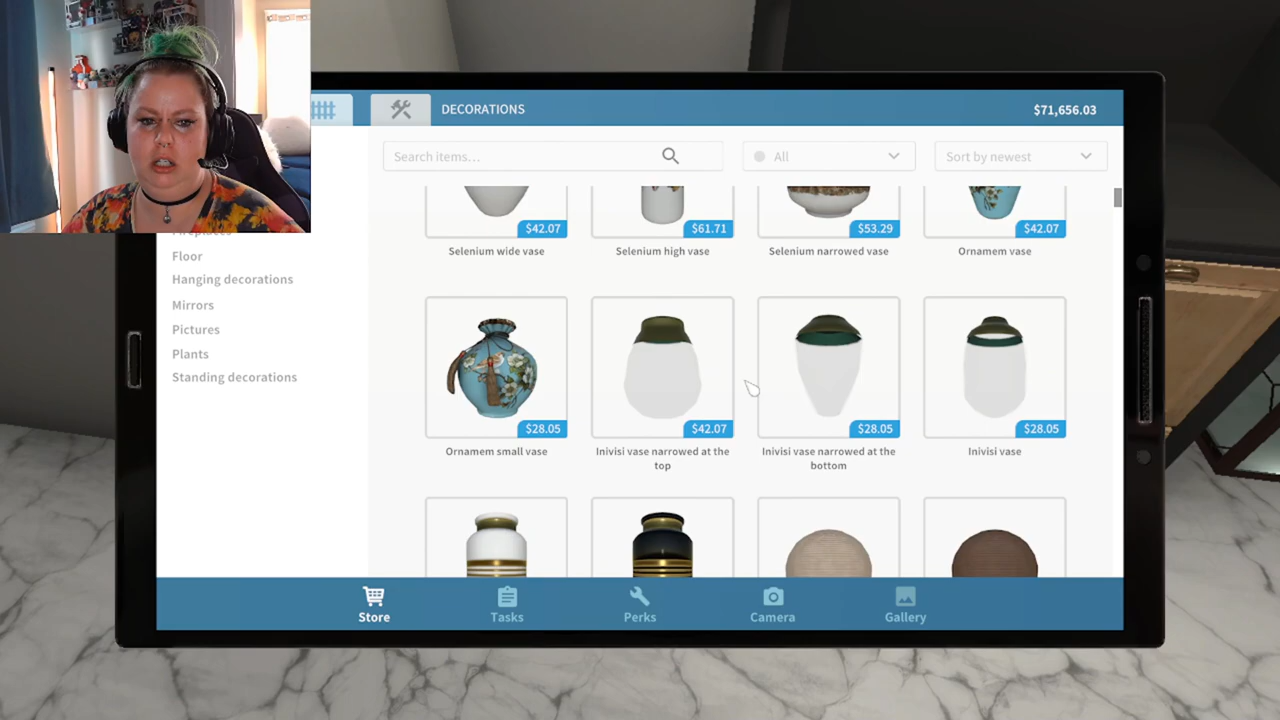 DECORATIONS
$71,656.03
Search items...
All
Sort by newest
$42.07
$61.71
$53.29
$42.07
Selenium wide vase
Selenium high vase
Selenium narrowed vase
Ornamem vase
Floor
Hanging decorations
Mirrors
Pictures
Plants
Standing decorations
$28.05
$42.07
$28.05
$28.05
Ornamem small vase
Inivisi vase narrowed at the
top
Inivisi vase narrowed at the
bottom
Inivisi vase
Store
Tasks
Perks
Camera
Gallery